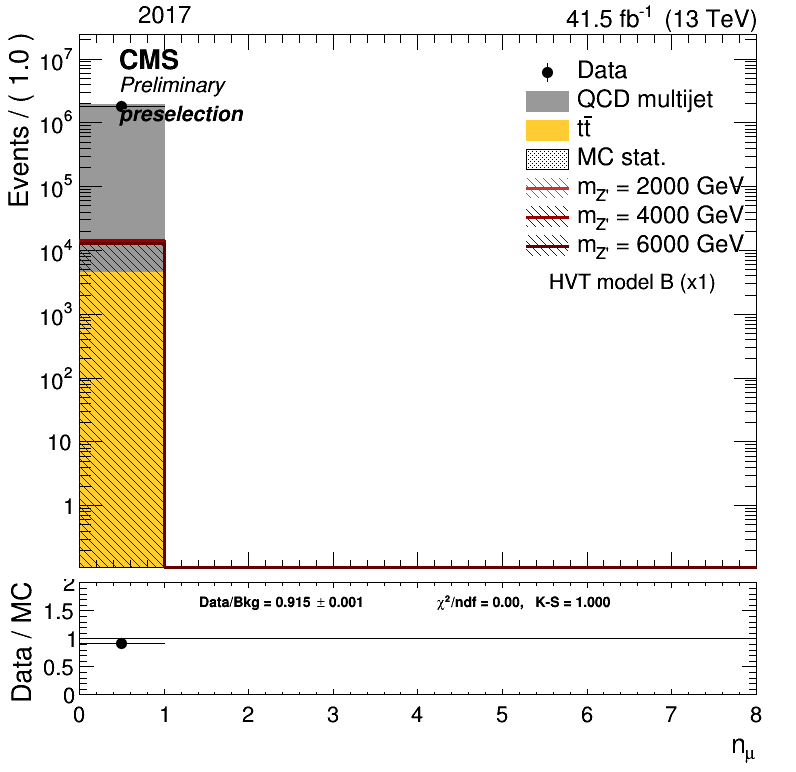 2017
41.5 fb⁻¹ (13 TeV)
CMS
Preliminary
preselection
Data
QCD multijet
tt̄
MC stat.
m_Z' = 2000 GeV
m_Z' = 4000 GeV
m_Z' = 6000 GeV
HVT model B (x1)
Events / ( 1.0 )
10⁷
10⁶
10⁵
10⁴
10³
10²
10
1
Data/Bkg = 0.915 ± 0.001
χ²/ndf = 0.00, K-S = 1.000
Data / MC
2
1.5
1
0.5
0
0 1 2 3 4 5 6 7 8
n_μ